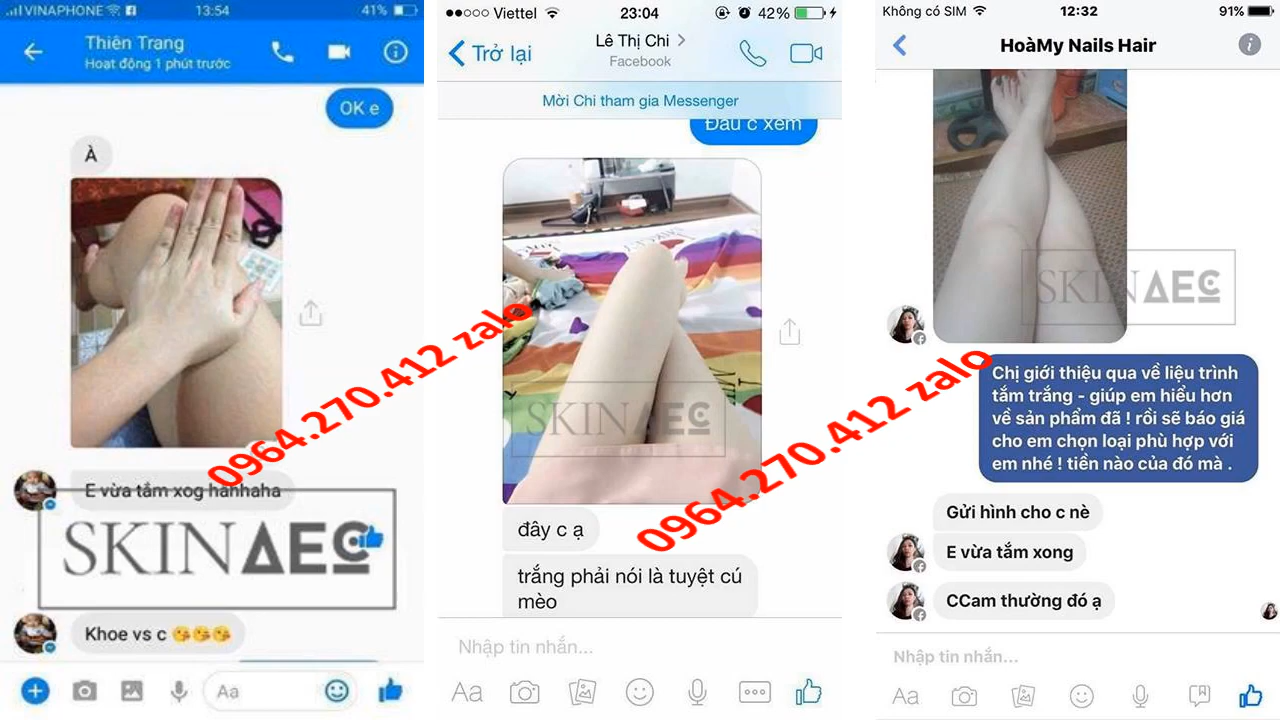 VINAPHONE
13:54
41%
Thiên Trang
Hoạt động 1 phút trước
OK e
À
E vừa tắm xog hahhaha
SKINAEC
Khoe vs c 😘😘😘
Aa
Viettel
23:04
42%
Trở lại
Lê Thị Chi
Facebook
Mời Chi tham gia Messenger
Đâu c xem
SKINAEC
đây c ạ
trắng phải nói là tuyệt cú
mèo
Nhập tin nhắn...
Aa
Không có SIM
12:32
91%
HoàMy Nails Hair
SKINAEC
Chị giới thiệu qua về liệu trình
tắm trắng - giúp em hiểu hơn
về sản phẩm đã ! rồi sẽ báo giá
cho em chọn loại phù hợp với
em nhé ! tiền nào của đó mà .
Gửi hình cho c nè
E vừa tắm xong
CCam thường đó ạ
Nhập tin nhắn...
Aa
0964.270.412 zalo
0964.270.412 zalo